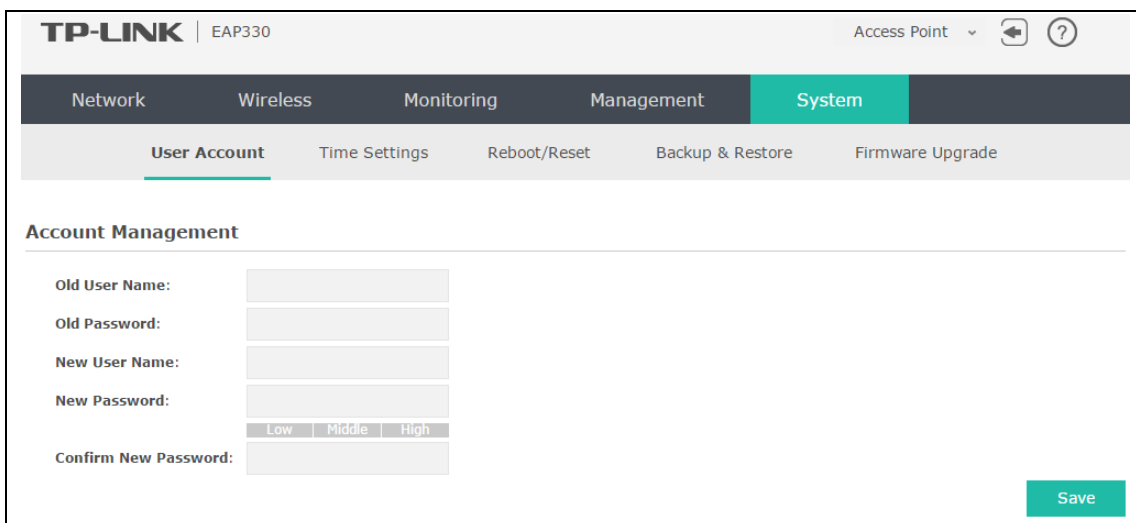 TP-LINK | EAP330 Access Point ?
Network Wireless Monitoring Management System
User Account Time Settings Reboot/Reset Backup & Restore Firmware Upgrade
Account Management
Old User Name:
Old Password:
New User Name:
New Password:
Low Middle High
Confirm New Password:
Save